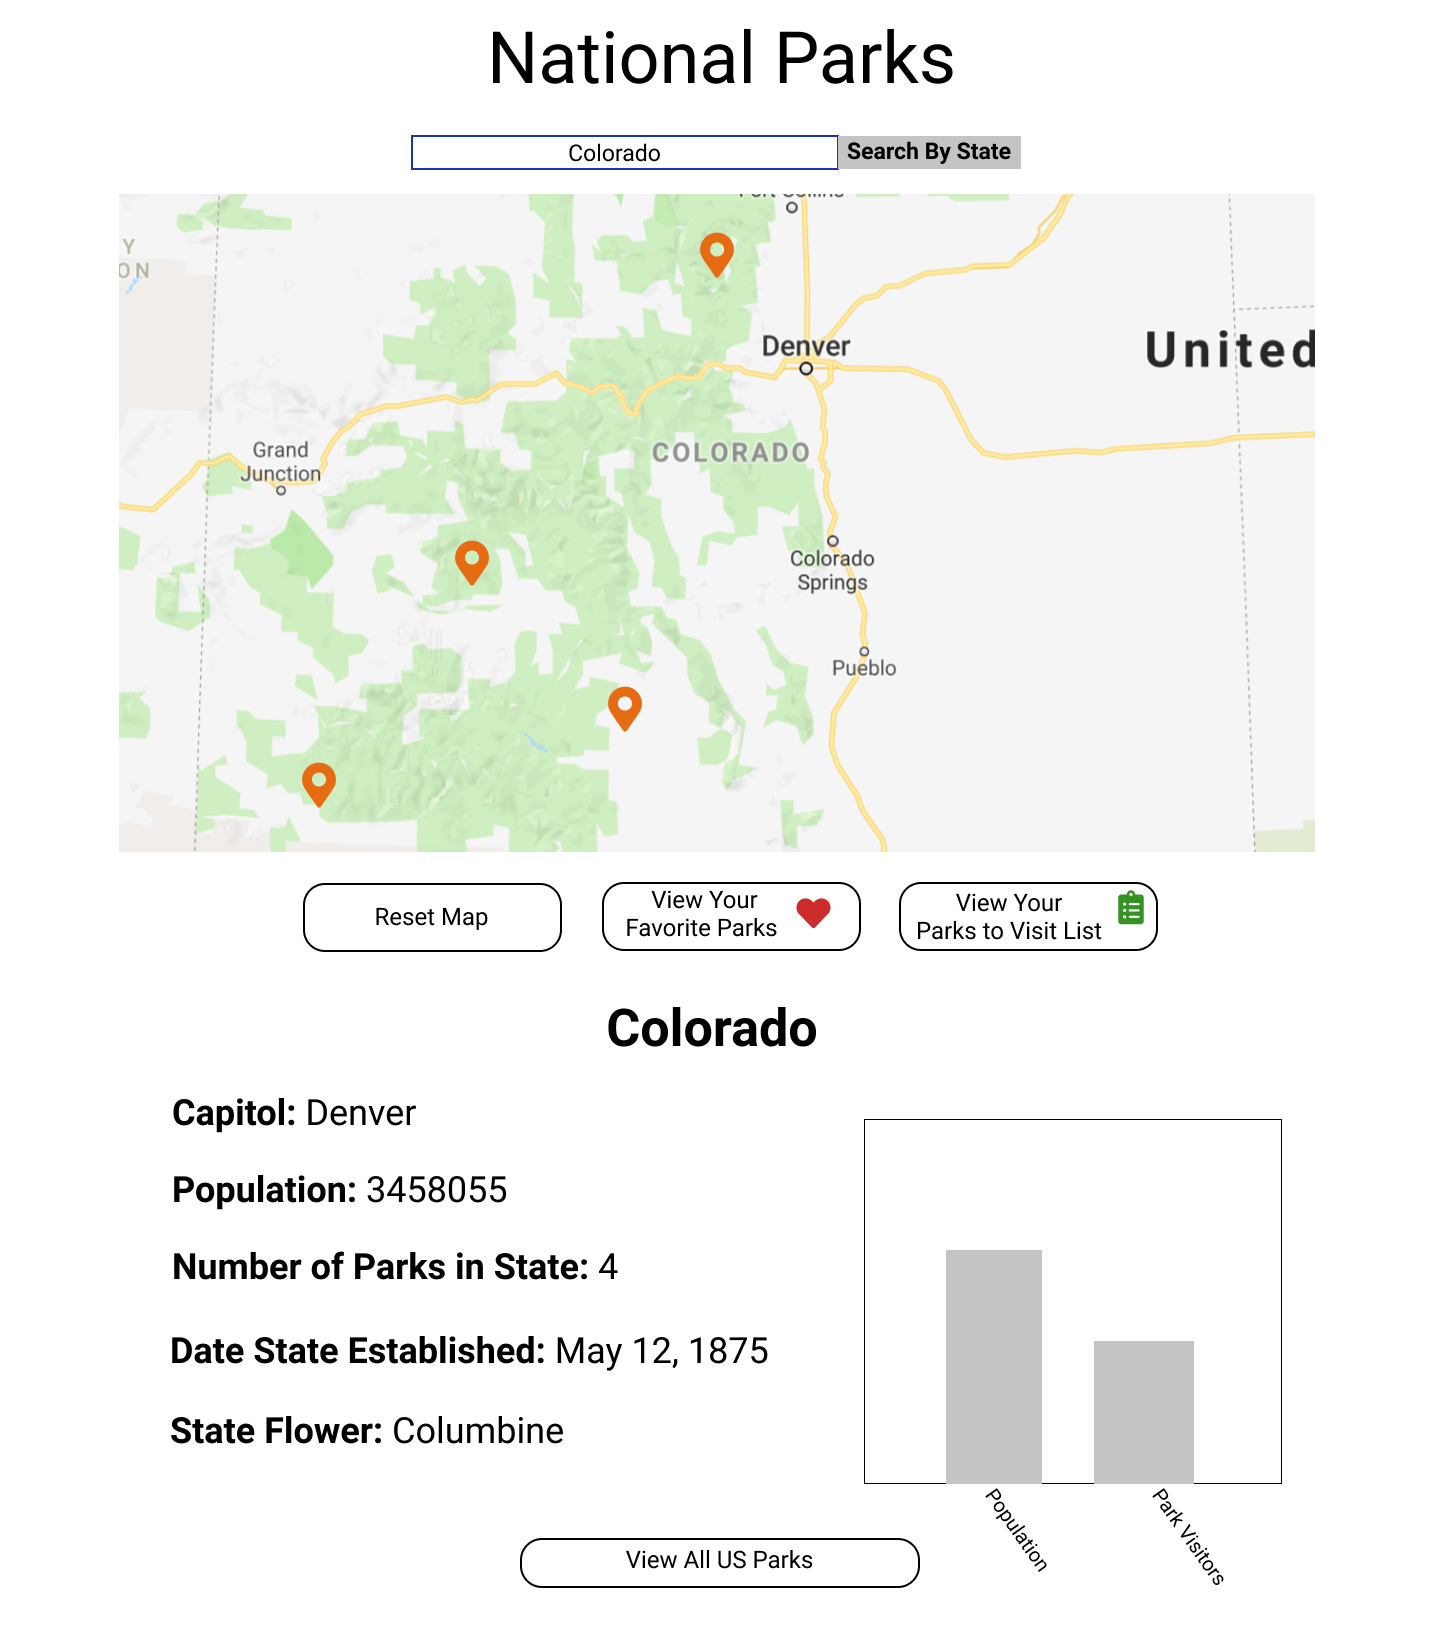 National Parks
Colorado
Search By State
Y
ON
Denver
United
Grand
Junction
COLORADO
Colorado
Springs
Pueblo
Reset Map
View Your
Favorite Parks
View Your
Parks to Visit List
Colorado
Capitol: Denver
Population: 3458055
Number of Parks in State: 4
Date State Established: May 12, 1875
State Flower: Columbine
Population
Park Visitors
View All US Parks